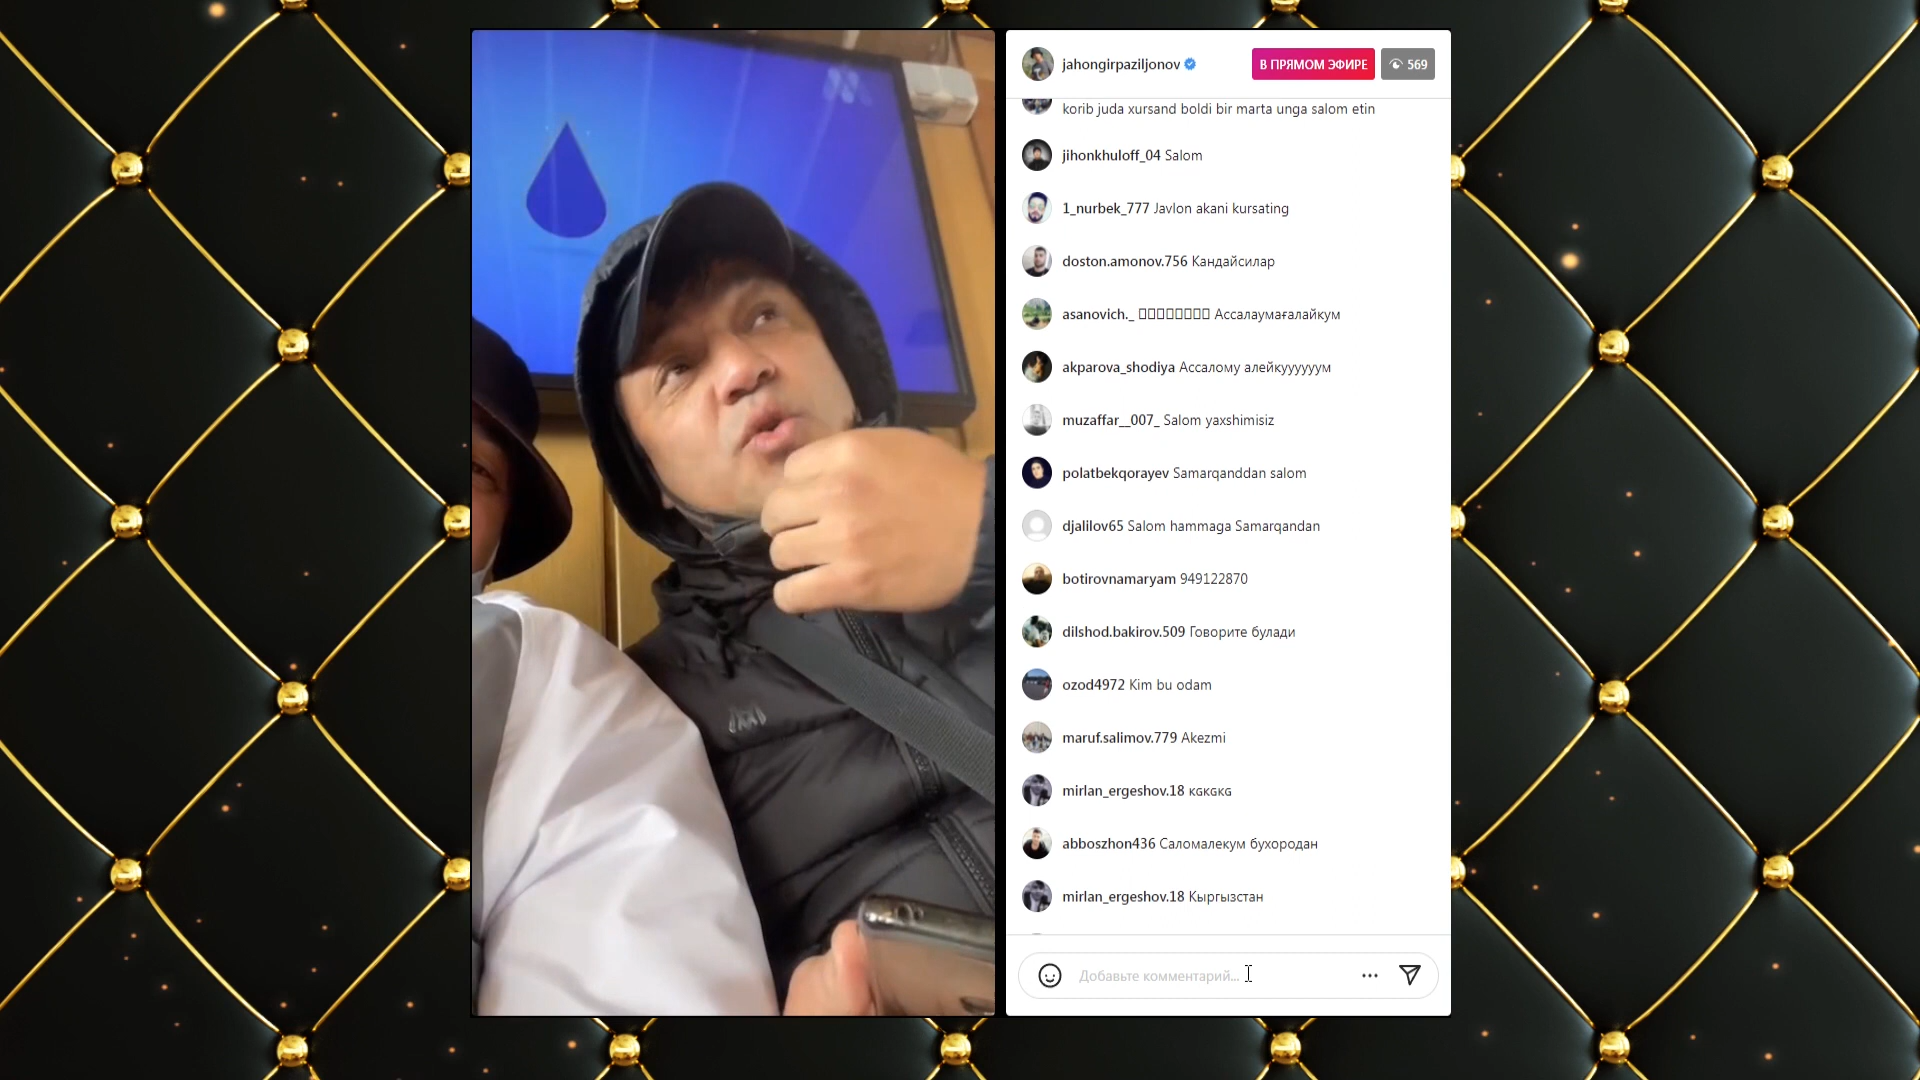 jahongirpaziljonov
В ПРЯМОМ ЭФИРЕ
569
korib juda xursand boldi bir marta unga salom etin
jihonkhuloff_04 Salom
1_nurbek_777 Javlon akani kursating
doston.amonov.756 Кандайсилар
asanovich._ ▯▯▯▯▯▯▯▯ Ассалаумағалайкум
akparova_shodiya Ассалому алейкуууууум
muzaffar__007_ Salom yaxshimisiz
polatbekqorayev Samarqanddan salom
djalilov65 Salom hammaga Samarqandan
botirovnamaryam 949122870
dilshod.bakirov.509 Говорите булади
ozod4972 Kim bu odam
maruf.salimov.779 Akezmi
mirlan_ergeshov.18 кGкGкG
abboszhon436 Саломалекум бухородан
mirlan_ergeshov.18 Кыргызстан
Добавьте комментарий...